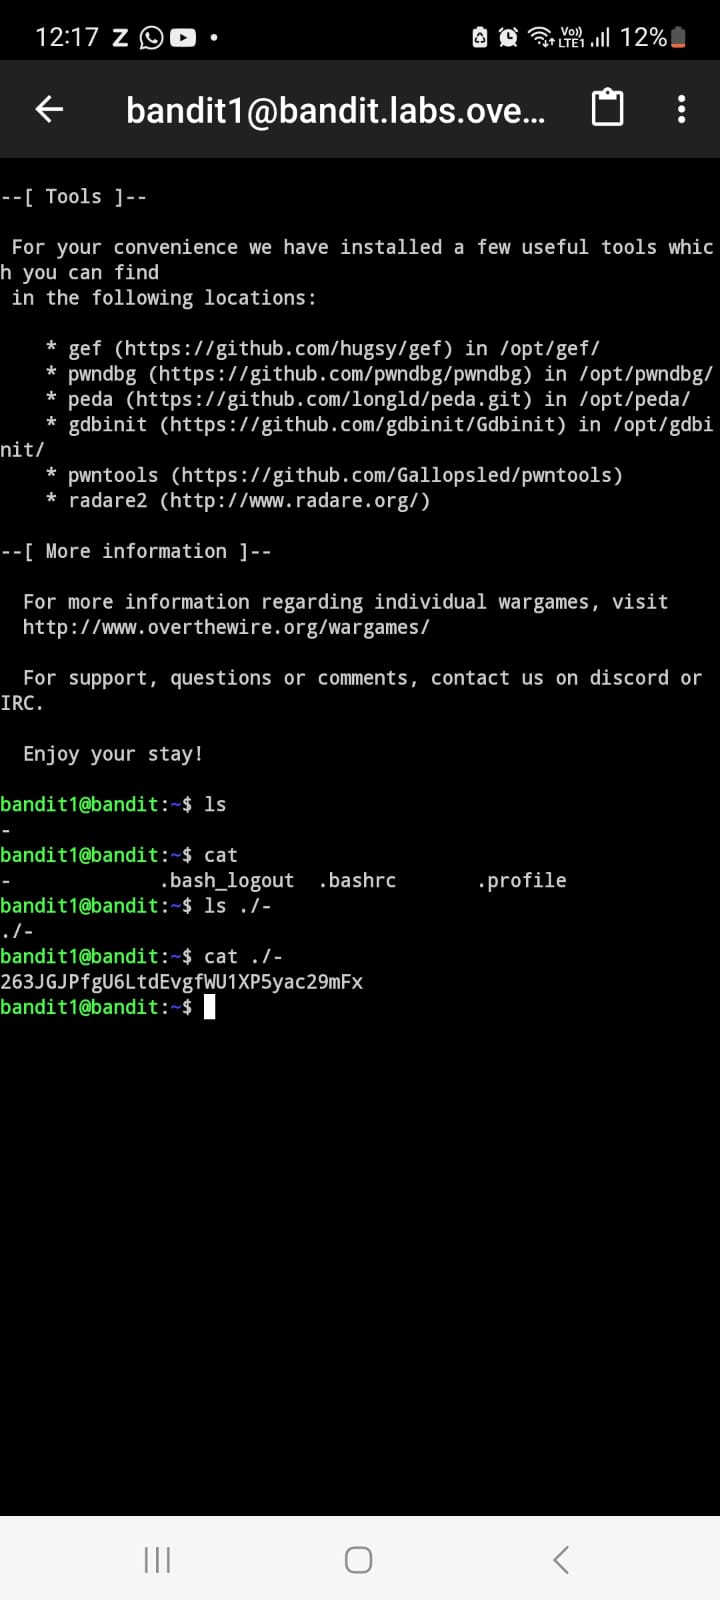 12:17 Z VoI) LTE1 12%
bandit1@bandit.labs.ove...
--[ Tools ]--
For your convenience we have installed a few useful tools whic
h you can find
in the following locations:
* gef (https://github.com/hugsy/gef) in /opt/gef/
* pwndbg (https://github.com/pwndbg/pwndbg) in /opt/pwndbg/
* peda (https://github.com/longld/peda.git) in /opt/peda/
* gdbinit (https://github.com/gdbinit/Gdbinit) in /opt/gdbi
nit/
* pwntools (https://github.com/Gallopsled/pwntools)
* radare2 (http://www.radare.org/)
--[ More information ]--
For more information regarding individual wargames, visit
http://www.overthewire.org/wargames/
For support, questions or comments, contact us on discord or
IRC.
Enjoy your stay!
bandit1@bandit:~$ ls
-
bandit1@bandit:~$ cat
- .bash_logout .bashrc .profile
bandit1@bandit:~$ ls ./-
./-
bandit1@bandit:~$ cat ./-
263JGJPfgU6LtdEvgfWU1XP5yac29mFx
bandit1@bandit:~$